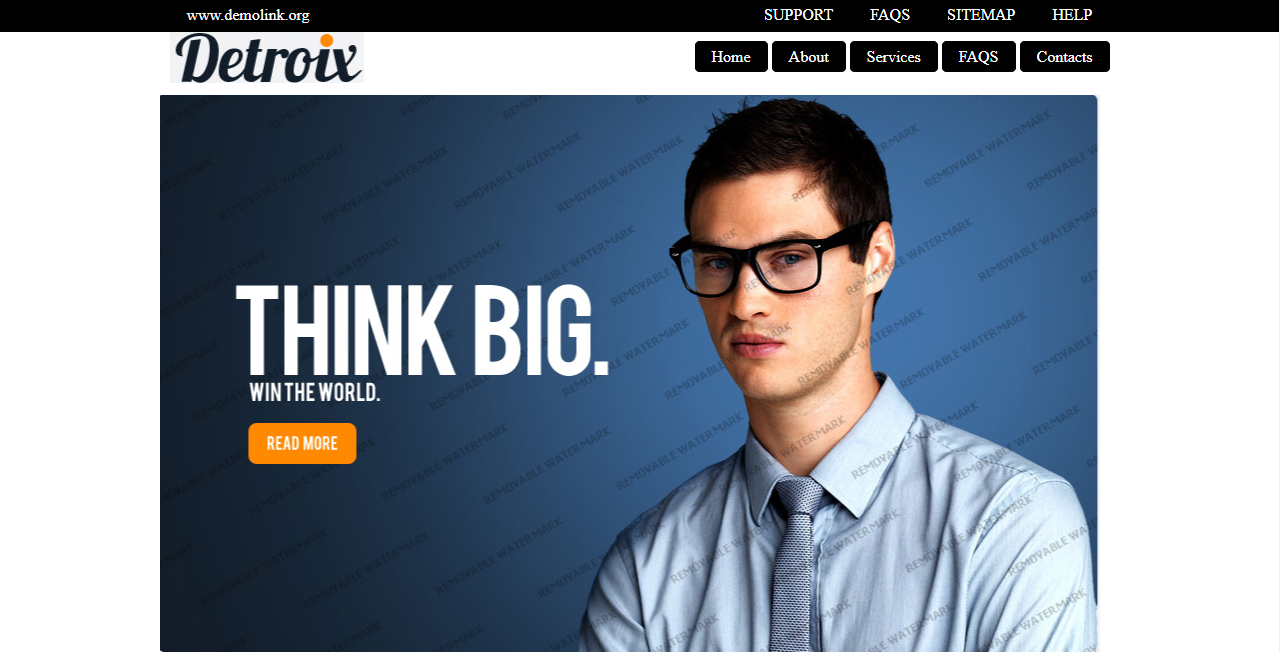 www.demolink.org SUPPORT FAQS SITEMAP HELP
Detroix Home About Services FAQS Contacts
THINK BIG.
WIN THE WORLD.
READ MORE
REMOVABLE WATERMARK